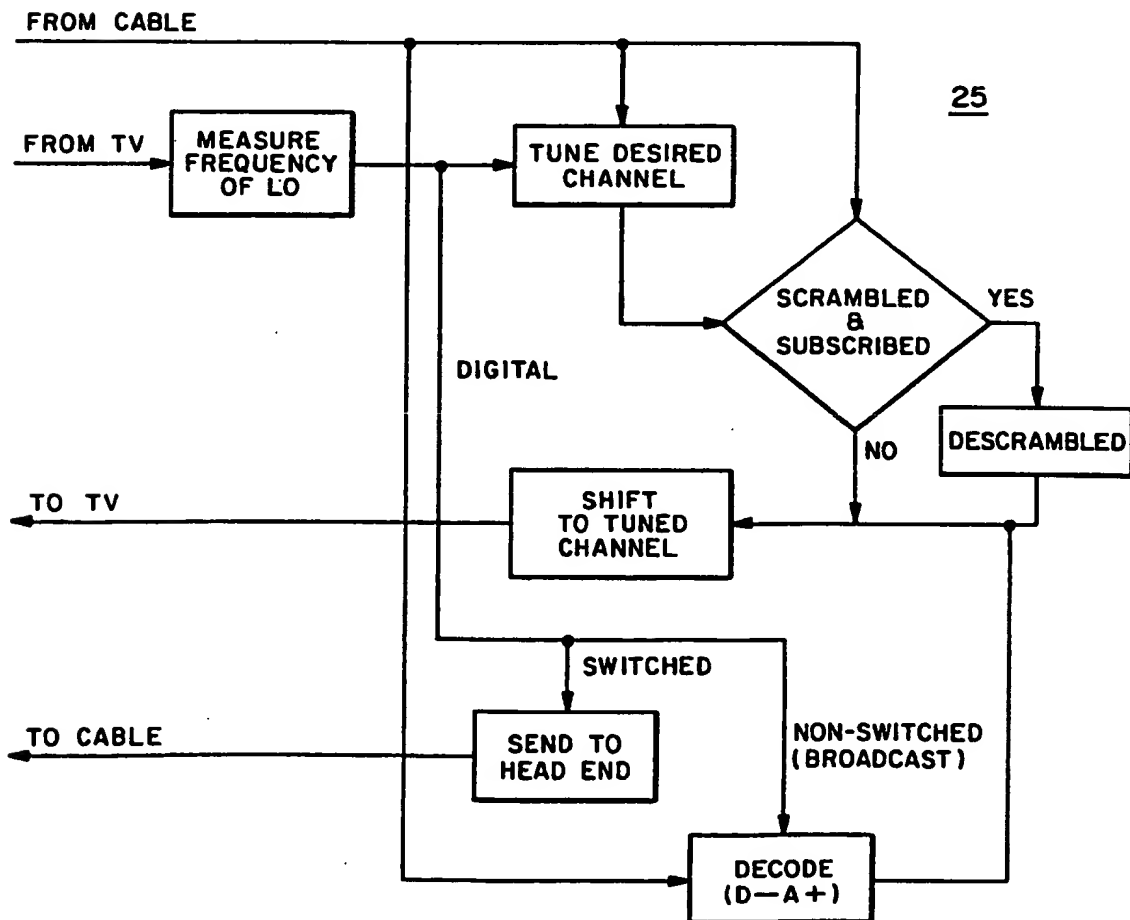 FROM CABLE
25
FROM TV
MEASURE
FREQUENCY
OF LO
TUNE DESIRED
CHANNEL
SCRAMBLED
&
SUBSCRIBED
YES
DIGITAL
NO
DESCRAMBLED
TO TV
SHIFT
TO TUNED
CHANNEL
SWITCHED
TO CABLE
SEND TO
HEAD END
NON-SWITCHED
(BROADCAST)
DECODE
(D—A+)